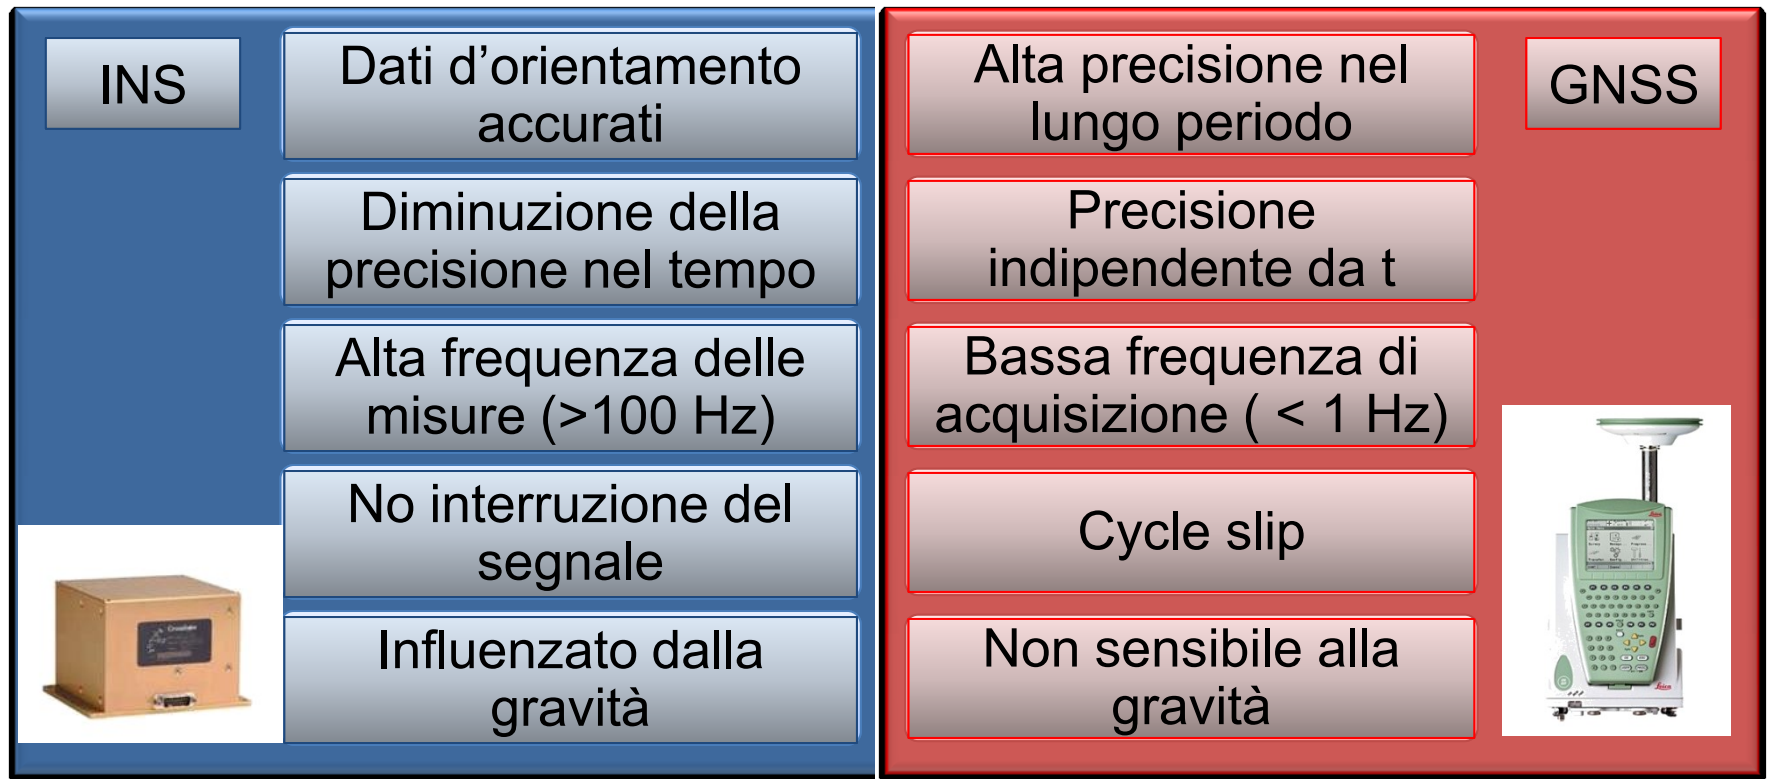 INS
Dati d’orientamento
accurati
Diminuzione della
precisione nel tempo
Alta frequenza delle
misure (>100 Hz)
No interruzione del
segnale
Influenzato dalla
gravità
Alta precisione nel
lungo periodo
Precisione
indipendente da t
Bassa frequenza di
acquisizione ( < 1 Hz)
Cycle slip
Non sensibile alla
gravità
GNSS